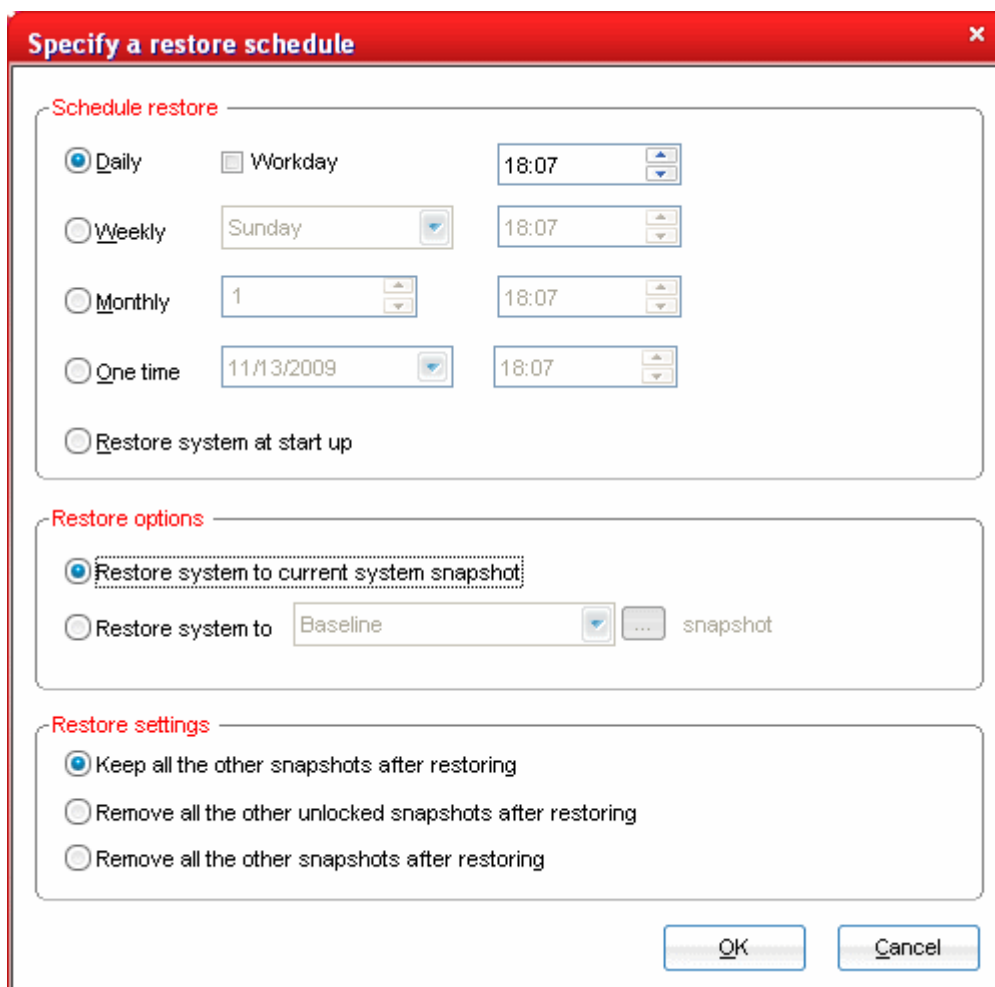 Specify a restore schedule
Schedule restore
Daily Workday 18:07
Weekly Sunday 18:07
Monthly 1 18:07
One time 11/13/2009 18:07
Restore system at start up
Restore options
Restore system to current system snapshot
Restore system to Baseline ... snapshot
Restore settings
Keep all the other snapshots after restoring
Remove all the other unlocked snapshots after restoring
Remove all the other snapshots after restoring
OK Cancel